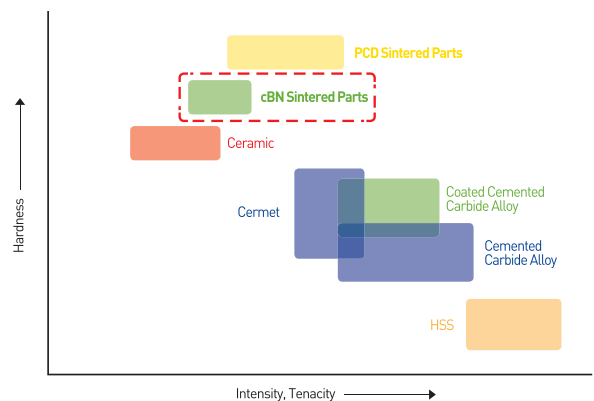 PCD Sintered Parts
cBN Sintered Parts
Ceramic
Coated Cemented
Carbide Alloy
Cermet
Cemented
Carbide Alloy
HSS
Hardness
Intensity, Tenacity